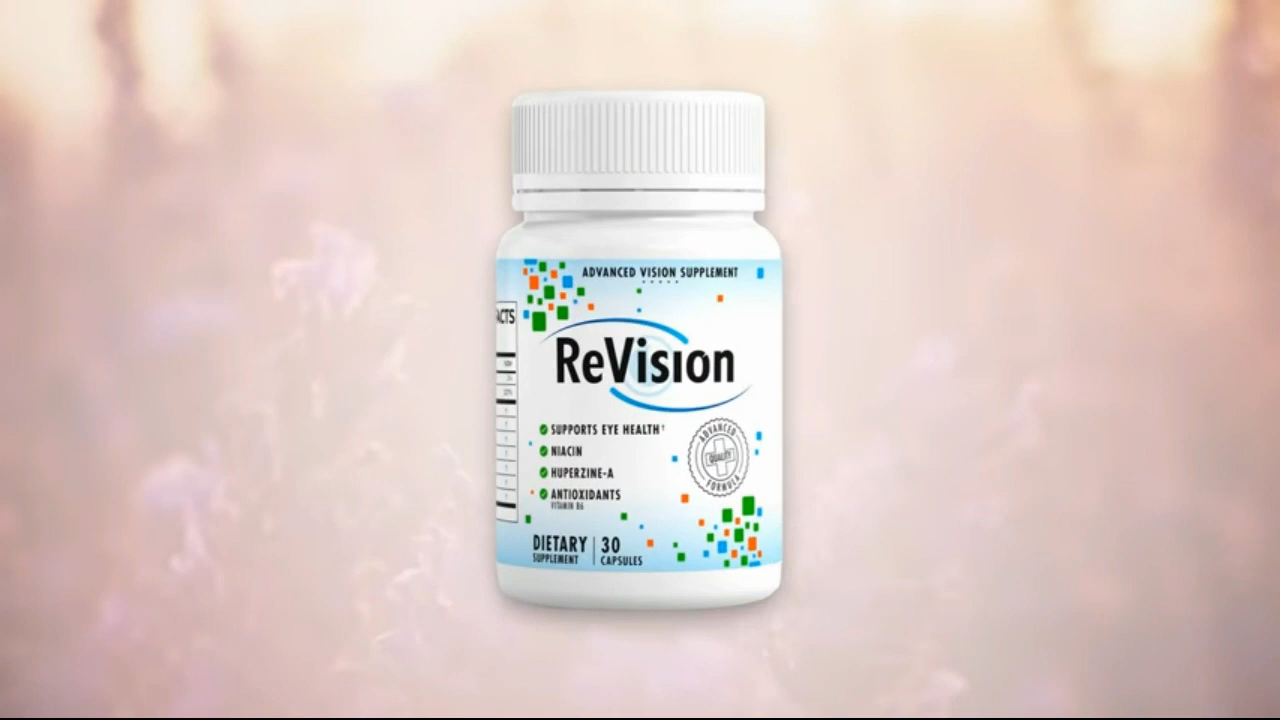 ADVANCED VISION SUPPLEMENT
ACTS
ReVision
SUPPORTS EYE HEALTH†
NIACIN
HUPERZINE-A
ANTIOXIDANTS
VITAMIN B6
ADVANCED
QUALITY
FORMULA
DIETARY
SUPPLEMENT
30
CAPSULES